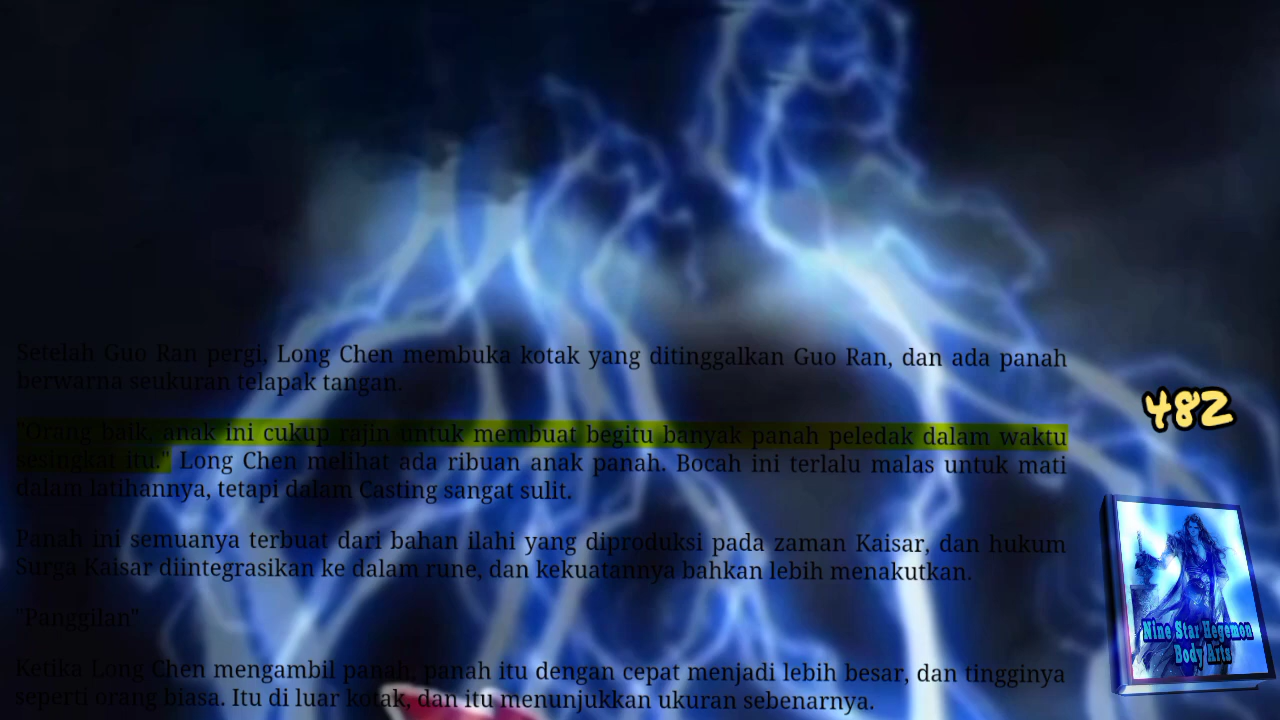 Setelah Guo Ran pergi, Long Chen membuka kotak yang ditinggalkan Guo Ran, dan ada panah
berwarna seukuran telapak tangan.
"Orang baik, anak ini cukup rajin untuk membuat begitu banyak panah peledak dalam waktu
sesingkat itu." Long Chen melihat ada ribuan anak panah. Bocah ini terlalu malas untuk mati
dalam latihannya, tetapi dalam Casting sangat sulit.
Panah ini semuanya terbuat dari bahan ilahi yang diproduksi pada zaman Kaisar, dan hukum
Surga Kaisar diintegrasikan ke dalam rune, dan kekuatannya bahkan lebih menakutkan.
"Panggilan"
Ketika Long Chen mengambil panah, panah itu dengan cepat menjadi lebih besar, dan tingginya
seperti orang biasa. Itu di luar kotak, dan itu menunjukkan ukuran sebenarnya.
482
Nine Star Hegemon
Body Arts